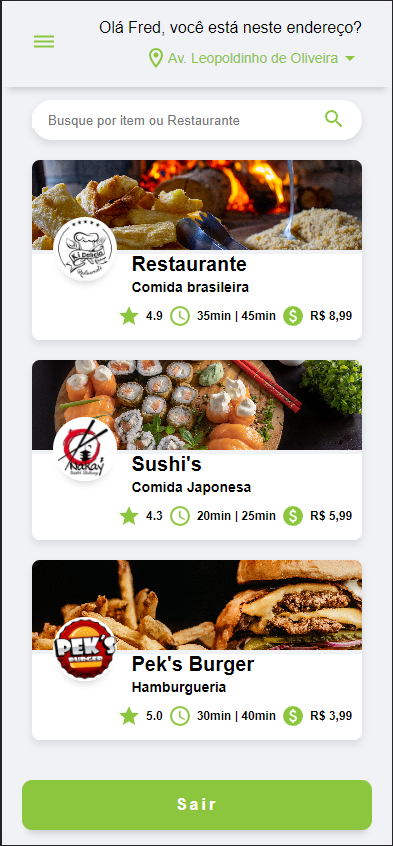 Olá Fred, você está neste endereço?
Av. Leopoldinho de Oliveira
Busque por item ou Restaurante
Restaurante
Comida brasileira
4.9 35min | 45min R$ 8,99
Nakay
Sushi's
Comida Japonesa
4.3 20min | 25min R$ 5,99
PEK'S
BURGER
Pek's Burger
Hamburgueria
5.0 30min | 40min R$ 3,99
Sair